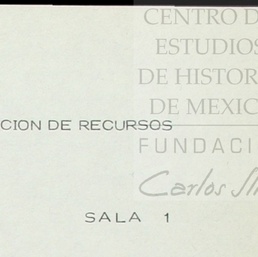 CENTRO D
ESTUDIOS
DE HISTOR
DE MEXIC
CION DE RECURSOS
FUNDACI
Carlos Sli
SALA 1